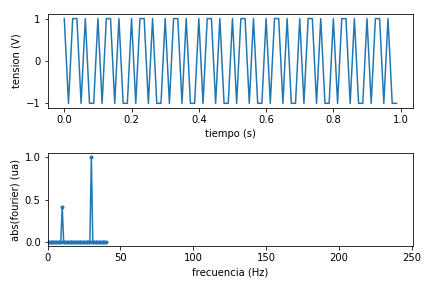 1
0
−1
tension (V)
0.0 0.2 0.4 0.6 0.8 1.0
tiempo (s)
1.0
0.5
0.0
abs(fourier) (ua)
0 50 100 150 200 250
frecuencia (Hz)